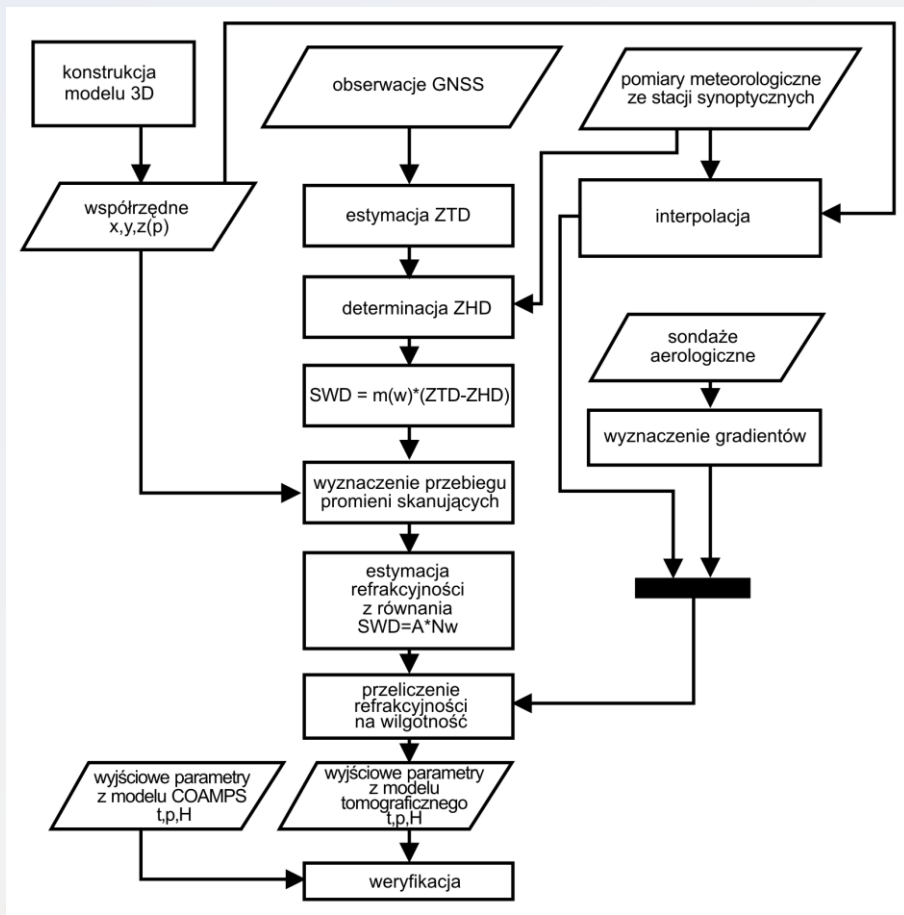 konstrukcja
modelu 3D
obserwacje GNSS
pomiary meteorologiczne
ze stacji synoptycznych
współrzędne
x,y,z(p)
estymacja ZTD
interpolacja
determinacja ZHD
sondaże
aerologiczne
SWD = m(w)*(ZTD-ZHD)
wyznaczenie gradientów
wyznaczenie przebiegu
promieni skanujących
estymacja
refrakcyjności
z równania
SWD=A*Nw
przeliczenie
refrakcyjności
na wilgotność
wyjściowe parametry
z modelu COAMPS
t,p,H
wyjściowe parametry
z modelu
tomograficznego
t,p,H
weryfikacja